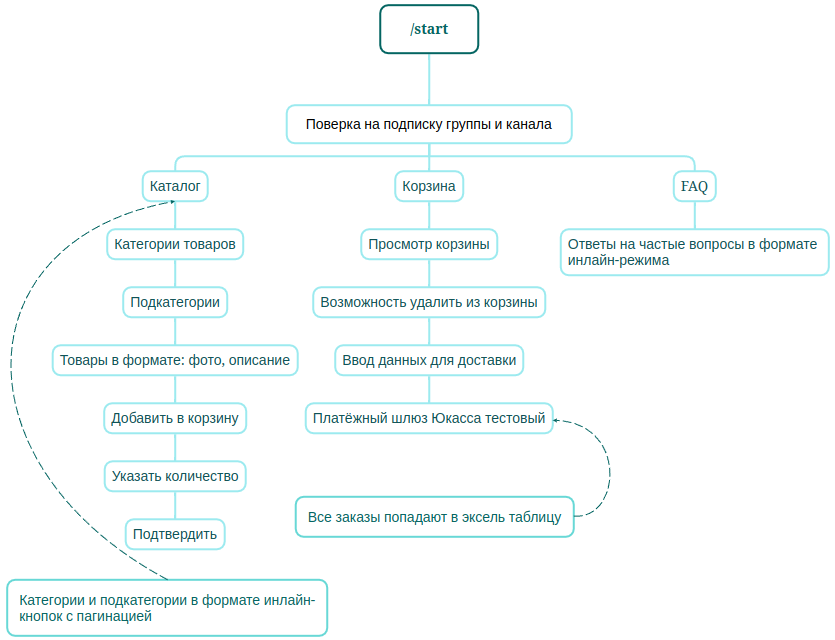 /start
Поверка на подписку группы и канала
Каталог
Корзина
FAQ
Категории товаров
Просмотр корзины
Ответы на частые вопросы в формате
инлайн-режима
Подкатегории
Возможность удалить из корзины
Товары в формате: фото, описание
Ввод данных для доставки
Добавить в корзину
Платёжный шлюз Юкасса тестовый
Указать количество
Все заказы попадают в эксель таблицу
Подтвердить
Категории и подкатегории в формате инлайн-
кнопок с пагинацией